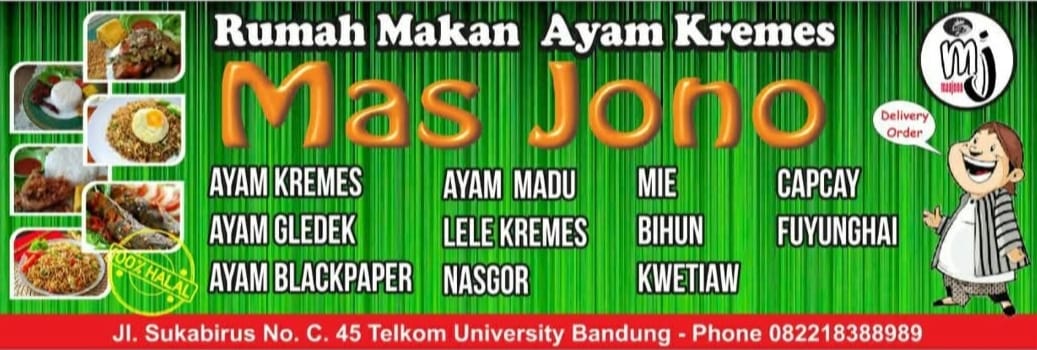 Rumah Makan Ayam Kremes
Mas Jono
mj
masjono
Delivery
Order
AYAM KREMES
AYAM GLEDEK
AYAM BLACKPAPER
AYAM MADU
LELE KREMES
NASGOR
MIE
BIHUN
KWETIAW
CAPCAY
FUYUNGHAI
100% HALAL
Jl. Sukabirus No. C. 45 Telkom University Bandung - Phone 082218388989